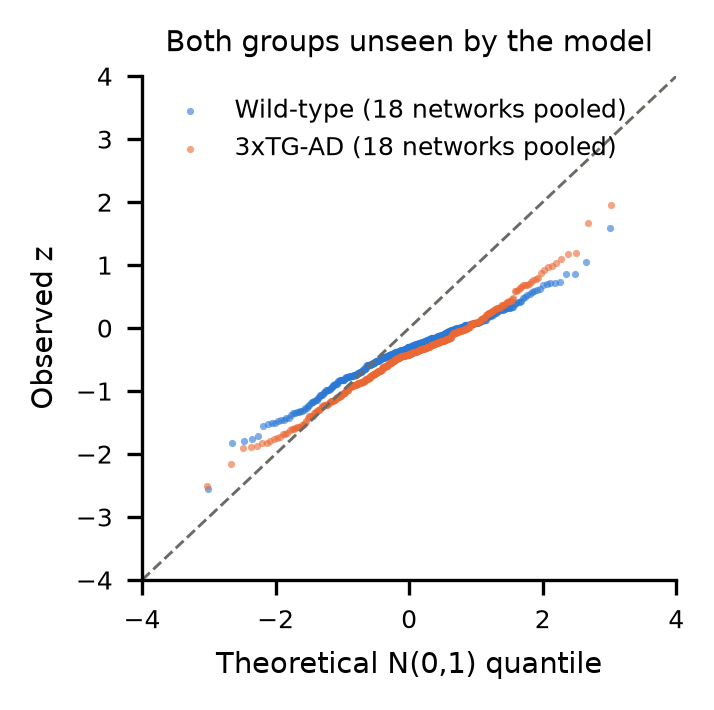 Both groups unseen by the model
4
3
2
1
0
−1
−2
−3
−4
Observed z
Wild-type (18 networks pooled)
3xTG-AD (18 networks pooled)
−4
−2
0
2
4
Theoretical N(0,1) quantile